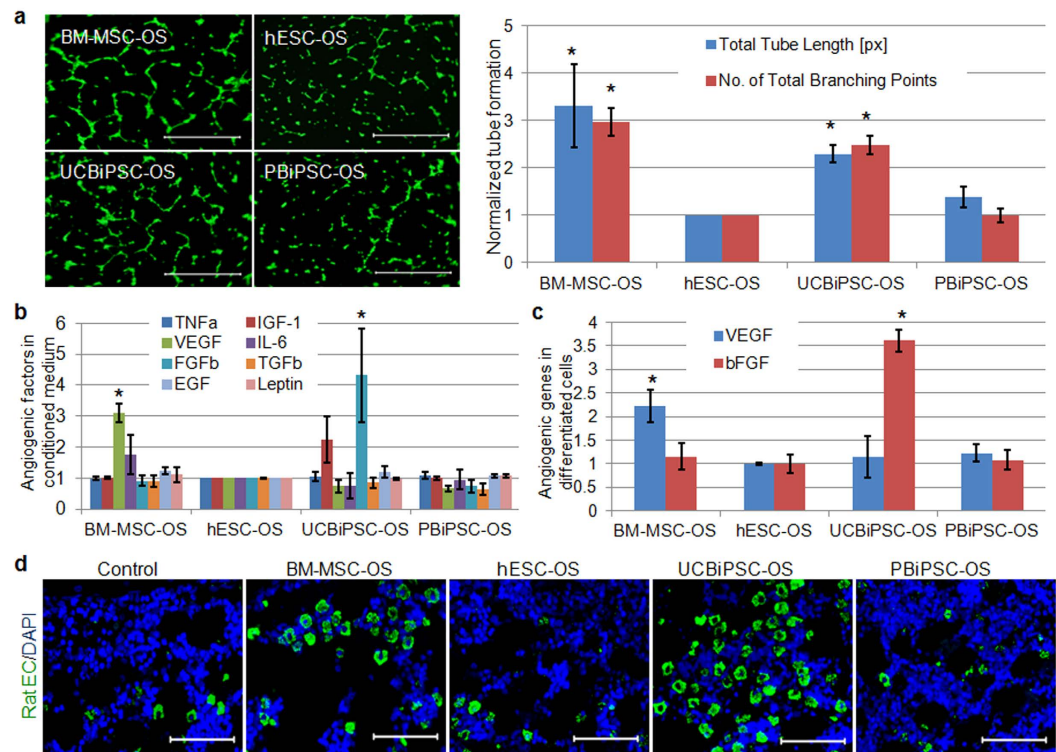 a
BM-MSC-OS
hESC-OS
UCBiPSC-OS
PBiPSC-OS
Normalized tube formation
5
4
3
2
1
0
Total Tube Length [px]
No. of Total Branching Points
*
*
*
*
BM-MSC-OS
hESC-OS
UCBiPSC-OS
PBiPSC-OS
b
Angiogenic factors in
conditioned medium
6
5
4
3
2
1
0
TNFa
IGF-1
VEGF
IL-6
FGFb
TGFb
EGF
Leptin
*
*
BM-MSC-OS
hESC-OS
UCBiPSC-OS
PBiPSC-OS
c
Angiogenic genes in
differentiated cells
4
3.5
3
2.5
2
1.5
1
0.5
0
VEGF
bFGF
*
*
BM-MSC-OS
hESC-OS
UCBiPSC-OS
PBiPSC-OS
d
Rat EC/DAPI
Control
BM-MSC-OS
hESC-OS
UCBiPSC-OS
PBiPSC-OS